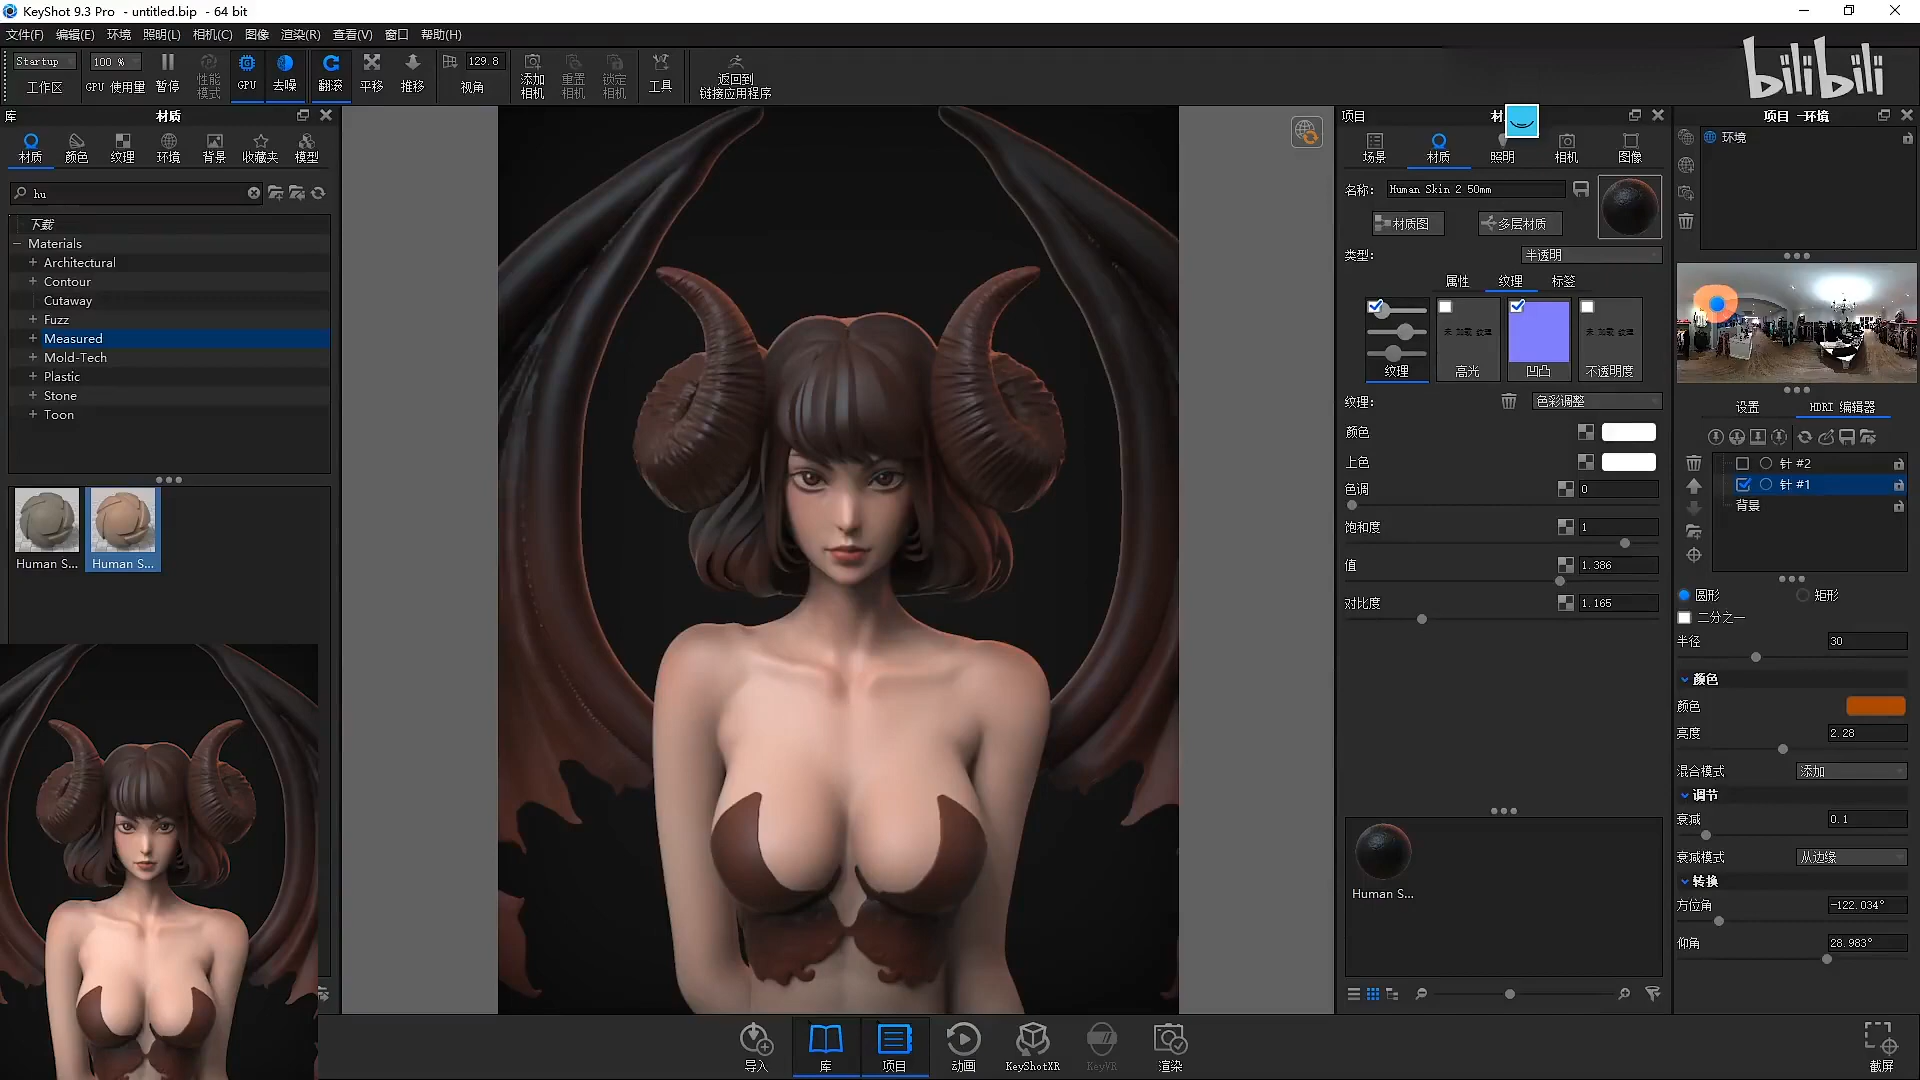 KeyShot 9.3 Pro - untitled.bip - 64 bit
文件(F) 编辑(E) 环境 照明(L) 相机(C) 图像 渲染(R) 查看(V) 窗口 帮助(H)
Startup 100 % 129.8
工作区 GPU 使用量 暂停 性能模式 GPU 去噪 翻滚 平移 推移 视角 添加相机 重置相机 锁定相机 工具 返回到链接应用程序
bilibili
库 材质
材质 颜色 纹理 环境 背景 收藏夹 模型
hu
下载
Materials
Architectural
Contour
Cutaway
Fuzz
Measured
Mold-Tech
Plastic
Stone
Toon
Human S... Human S...
项目
场景 材质 照明 相机 图像
名称: Human Skin 2 50mm
材质图 多层材质
类型: 半透明
属性 纹理 标签
未加载纹理 未加载纹理
纹理 高光 凹凸 不透明度
纹理: 色彩调整
颜色
上色
色调 0
饱和度 1
值 1.386
对比度 1.165
Human S...
项目 - 环境
环境
设置 HDRI 编辑器
针 #2
针 #1
背景
圆形 矩形
二分之一
半径 30
颜色
颜色
亮度 2.28
混合模式 添加
调节
衰减 0.1
衰减模式 从边缘
转换
方位角 -122.034°
仰角 28.983°
导入 库 项目 动画 KeyShotXR KeyVR 渲染 截屏